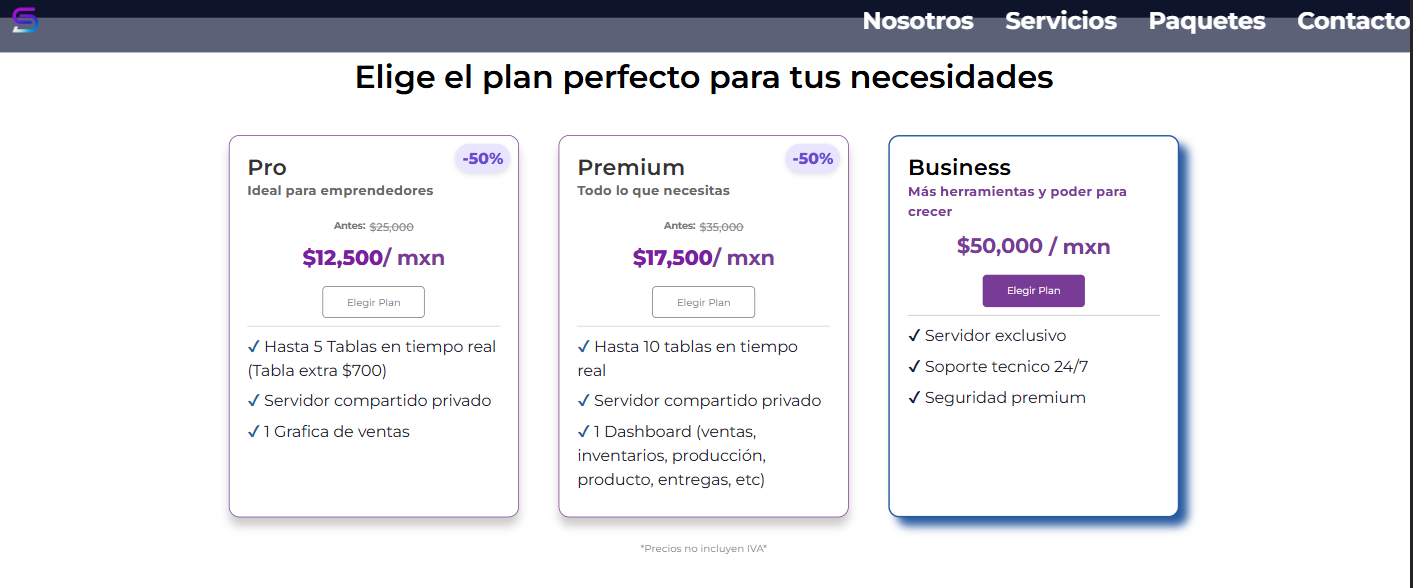 Nosotros Servicios Paquetes Contacto
Elige el plan perfecto para tus necesidades
Pro
-50%
Ideal para emprendedores
Antes: $25,000
$12,500/ mxn
Elegir Plan
✓ Hasta 5 Tablas en tiempo real
(Tabla extra $700)
✓ Servidor compartido privado
✓ 1 Grafica de ventas
Premium
-50%
Todo lo que necesitas
Antes: $35,000
$17,500/ mxn
Elegir Plan
✓ Hasta 10 tablas en tiempo
real
✓ Servidor compartido privado
✓ 1 Dashboard (ventas,
inventarios, producción,
producto, entregas, etc)
Business
Más herramientas y poder para
crecer
$50,000 / mxn
Elegir Plan
✓ Servidor exclusivo
✓ Soporte tecnico 24/7
✓ Seguridad premium
*Precios no incluyen IVA*